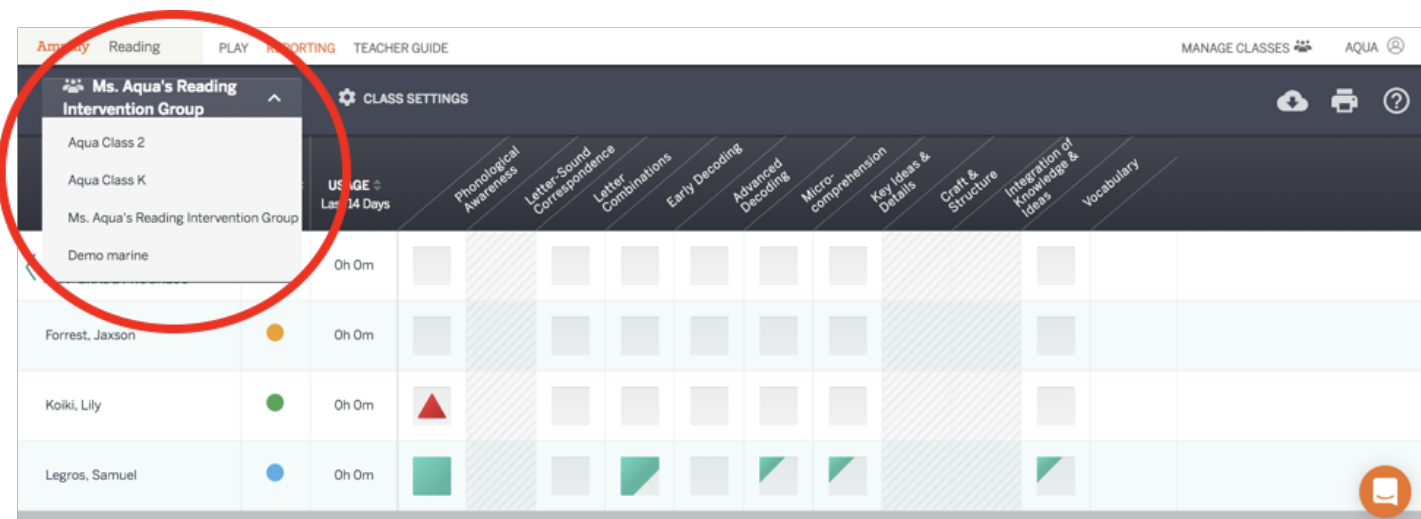 Amplify Reading PLAY REPORTING TEACHER GUIDE MANAGE CLASSES AQUA
Ms. Aqua's Reading
Intervention Group
CLASS SETTINGS
Aqua Class 2
Aqua Class K
Ms. Aqua's Reading Intervention Group
Demo marine
USAGE
Last 14 Days
Phonological
Awareness
Letter-Sound
Correspondence
Letter
Combinations
Early Decoding
Advanced
Decoding
Micro-
comprehension
Key Ideas &
Details
Craft &
Structure
Integration of
Knowledge &
Ideas
Vocabulary
0h 0m
Forrest, Jaxson 0h 0m
Koiki, Lily 0h 0m
Legros, Samuel 0h 0m